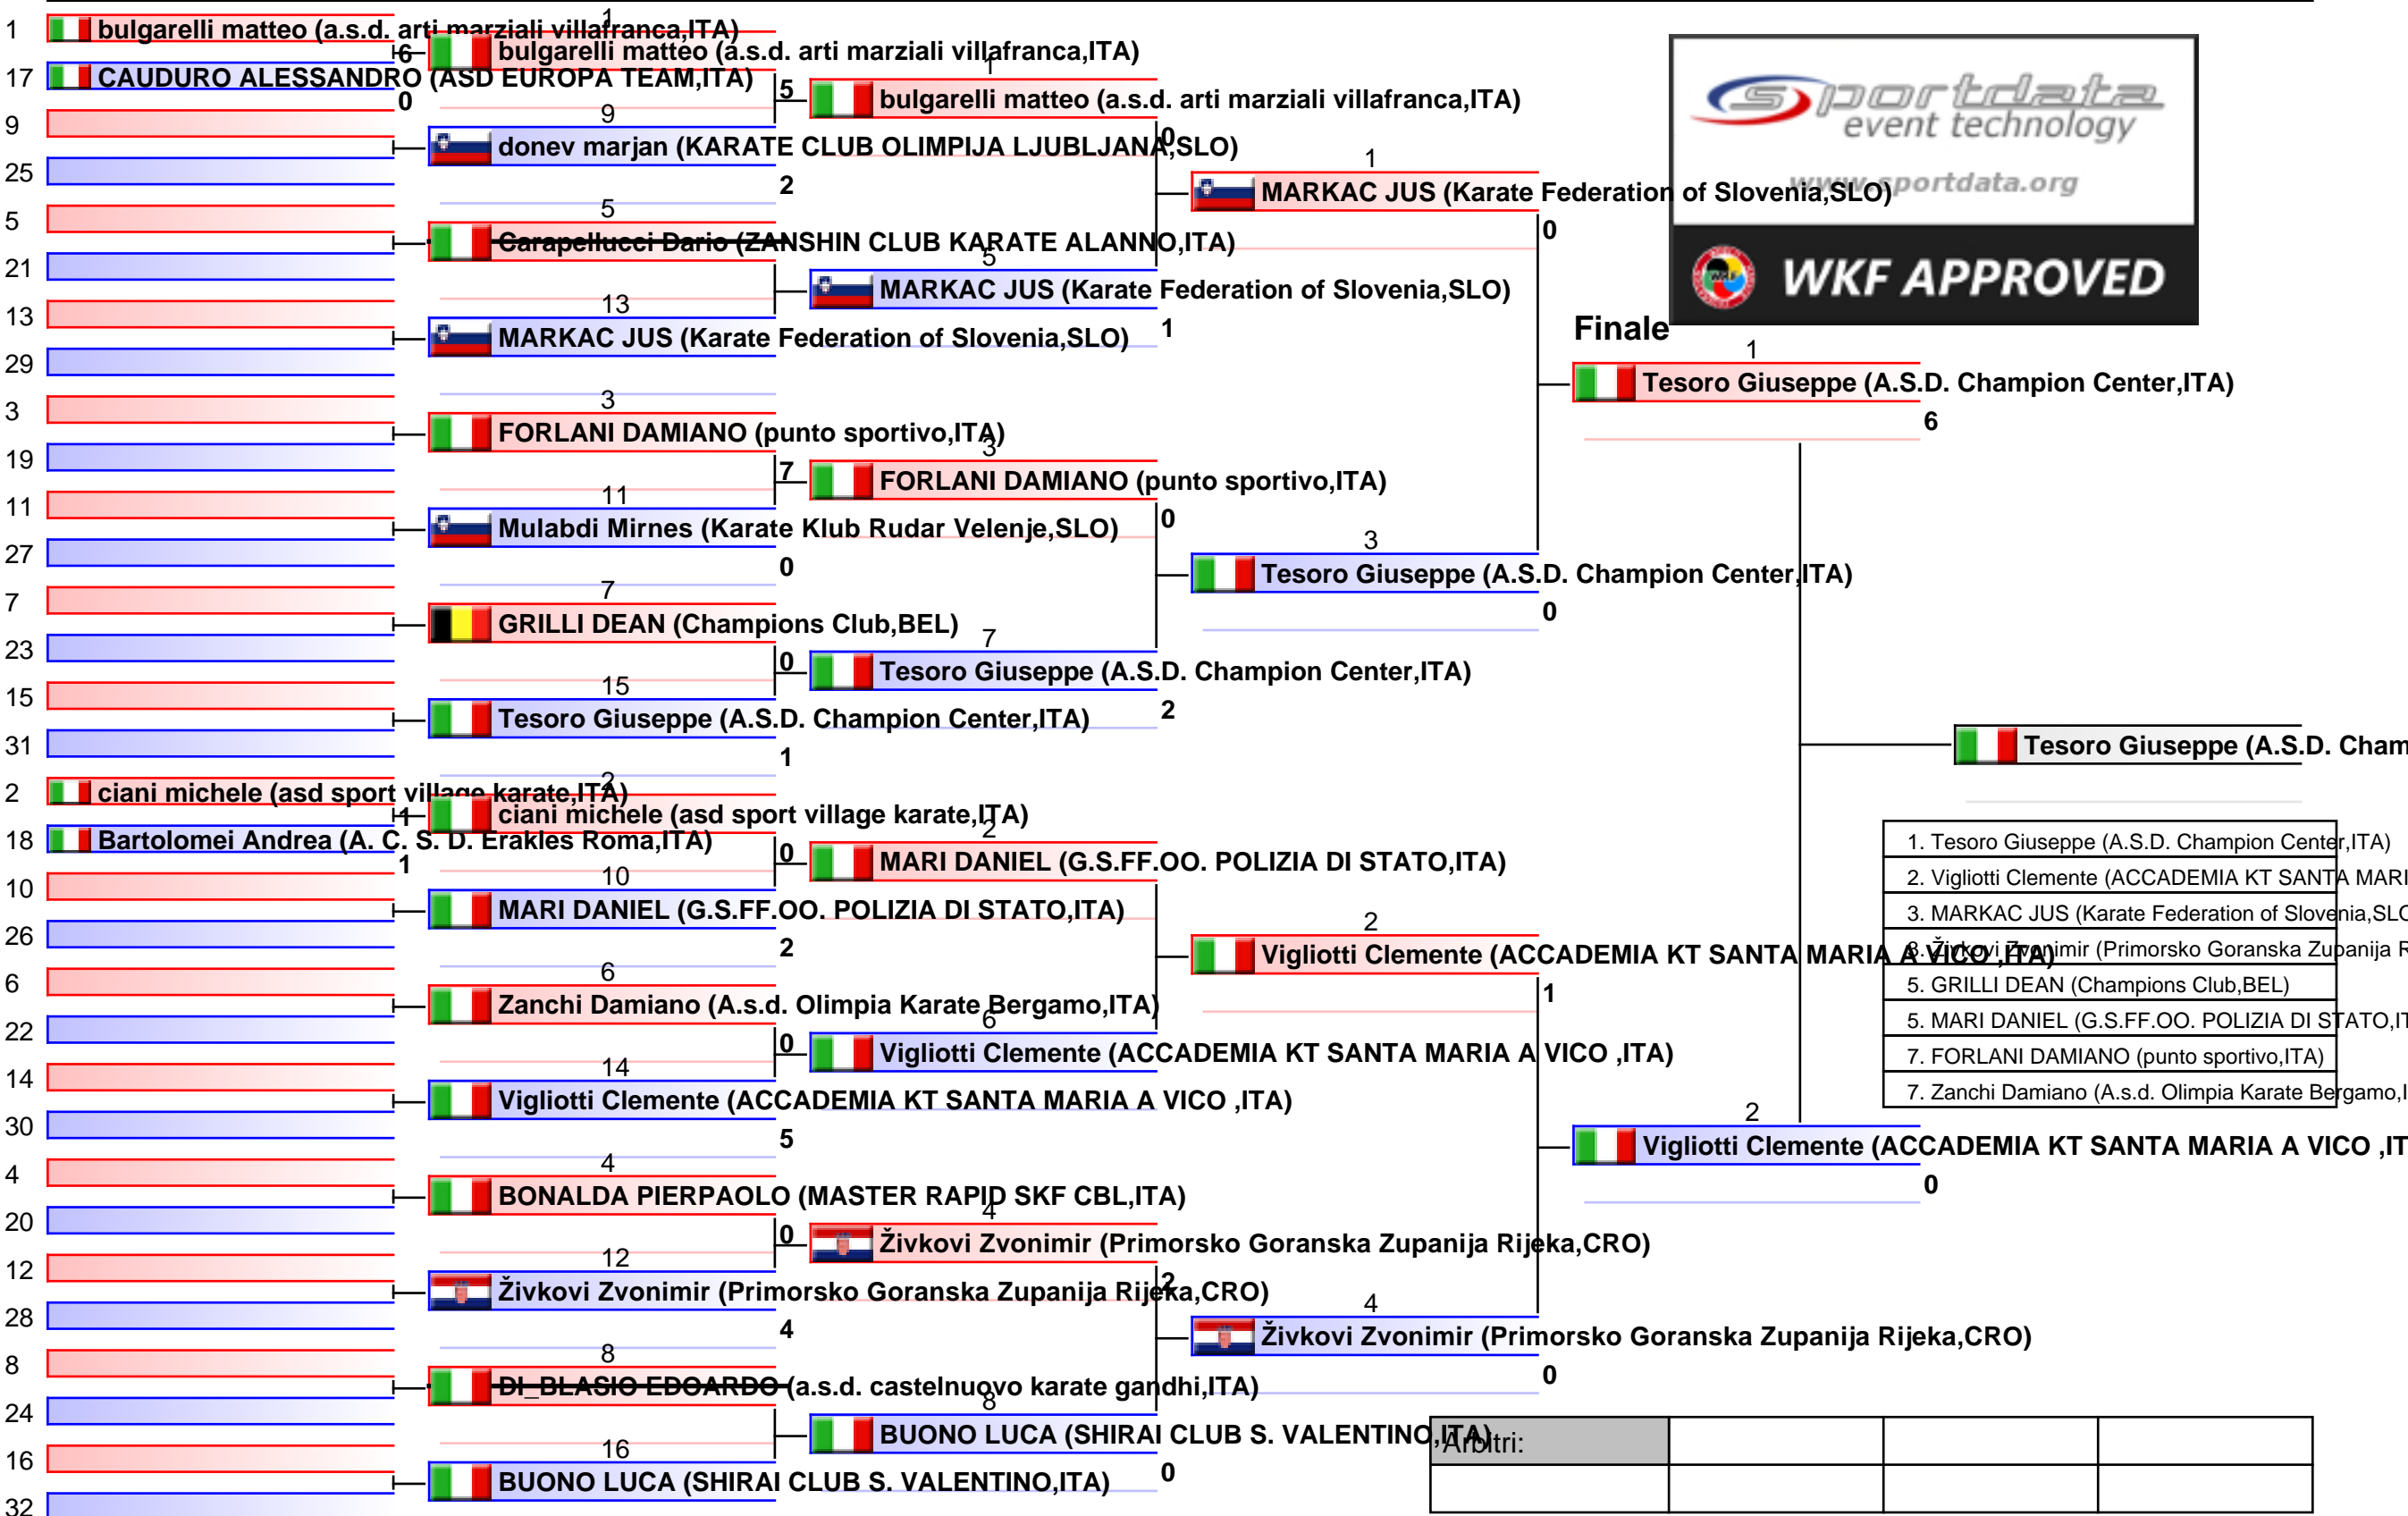 1 bulgarelli matteo (a.s.d. arti marziali villafranca,ITA)
6
17 CAUDURO ALESSANDRO (ASD EUROPA TEAM,ITA)
0
9
25
5
21
13
29
3
19
11
27
7
23
15
31
2 ciani michele (asd sport village karate,ITA)
1
18 Bartolomei Andrea (A. C. S. D. Erakles Roma,ITA)
1
10
26
6
22
14
30
4
20
12
28
8
24
16
32
1
bulgarelli matteo (a.s.d. arti marziali villafranca,ITA)
5
9
donev marjan (KARATE CLUB OLIMPIJA LJUBLJANA,SLO)
2
5
Carapellucci Dario (ZANSHIN CLUB KARATE ALANNO,ITA)
13
MARKAC JUS (Karate Federation of Slovenia,SLO)
3
FORLANI DAMIANO (punto sportivo,ITA)
7
11
Mulabdi Mirnes (Karate Klub Rudar Velenje,SLO)
0
7
GRILLI DEAN (Champions Club,BEL)
0
15
Tesoro Giuseppe (A.S.D. Champion Center,ITA)
1
2
ciani michele (asd sport village karate,ITA)
0
10
MARI DANIEL (G.S.FF.OO. POLIZIA DI STATO,ITA)
2
6
Zanchi Damiano (A.s.d. Olimpia Karate Bergamo,ITA)
0
14
Vigliotti Clemente (ACCADEMIA KT SANTA MARIA A VICO ,ITA)
5
4
BONALDA PIERPAOLO (MASTER RAPID SKF CBL,ITA)
0
12
Živkovi Zvonimir (Primorsko Goranska Zupanija Rijeka,CRO)
4
8
DI_BLASIO EDOARDO (a.s.d. castelnuovo karate gandhi,ITA)
16
BUONO LUCA (SHIRAI CLUB S. VALENTINO,ITA)
1
bulgarelli matteo (a.s.d. arti marziali villafranca,ITA)
0
5
MARKAC JUS (Karate Federation of Slovenia,SLO)
1
3
FORLANI DAMIANO (punto sportivo,ITA)
0
7
Tesoro Giuseppe (A.S.D. Champion Center,ITA)
2
2
MARI DANIEL (G.S.FF.OO. POLIZIA DI STATO,ITA)
6
Vigliotti Clemente (ACCADEMIA KT SANTA MARIA A VICO ,ITA)
4
Živkovi Zvonimir (Primorsko Goranska Zupanija Rijeka,CRO)
2
8
BUONO LUCA (SHIRAI CLUB S. VALENTINO,ITA)
0
1
MARKAC JUS (Karate Federation of Slovenia,SLO)
0
3
Tesoro Giuseppe (A.S.D. Champion Center,ITA)
0
2
Vigliotti Clemente (ACCADEMIA KT SANTA MARIA A VICO ,ITA)
1
4
Živkovi Zvonimir (Primorsko Goranska Zupanija Rijeka,CRO)
0
sportdata
event technology
www.sportdata.org
WKF APPROVED
Finale
1
Tesoro Giuseppe (A.S.D. Champion Center,ITA)
6
2
Vigliotti Clemente (ACCADEMIA KT SANTA MARIA A VICO ,IT
0
Tesoro Giuseppe (A.S.D. Cham
1. Tesoro Giuseppe (A.S.D. Champion Center,ITA)
2. Vigliotti Clemente (ACCADEMIA KT SANTA MARI
3. MARKAC JUS (Karate Federation of Slovenia,SLO
3. Živkovi Zvonimir (Primorsko Goranska Zupanija R
5. GRILLI DEAN (Champions Club,BEL)
5. MARI DANIEL (G.S.FF.OO. POLIZIA DI STATO,IT
7. FORLANI DAMIANO (punto sportivo,ITA)
7. Zanchi Damiano (A.s.d. Olimpia Karate Bergamo,I
Arbitri: